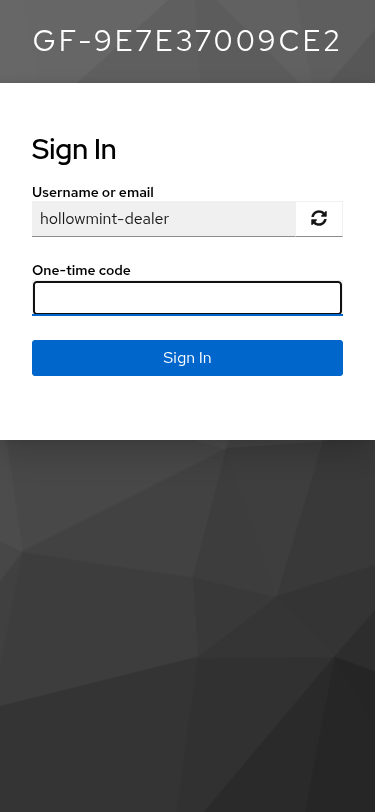 GF-9E7E37009CE2
Sign In
Username or email
hollowmint-dealer
One-time code
Sign In